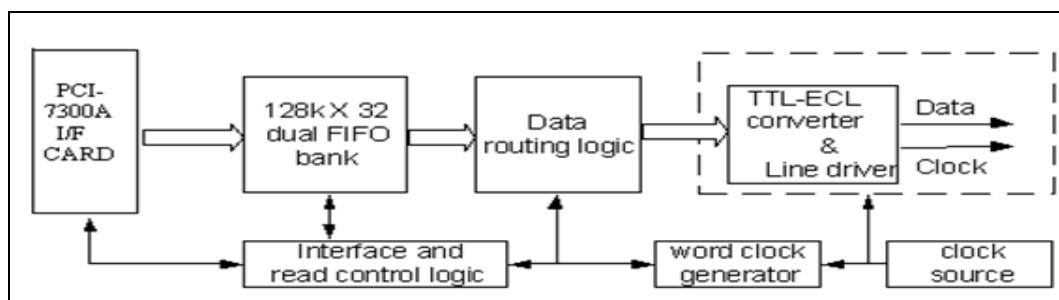 PCI-
7300A
I/F
CARD
128k X 32
dual FIFO
bank
Data
routing logic
TTL-ECL
converter
&
Line driver
Data
Clock
Interface and
read control logic
word clock
generator
clock
source